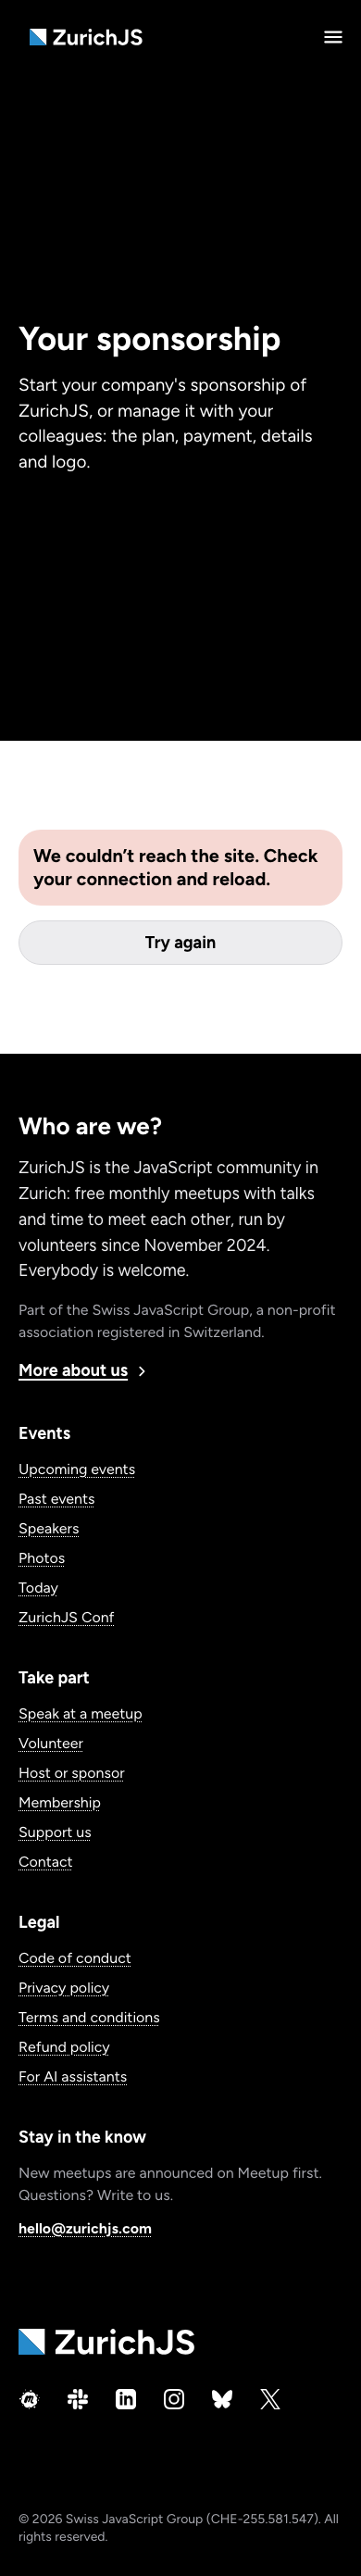 ZurichJS
Your sponsorship
Start your company's sponsorship of
ZurichJS, or manage it with your
colleagues: the plan, payment, details
and logo.
We couldn’t reach the site. Check
your connection and reload.
Try again
Who are we?
ZurichJS is the JavaScript community in
Zurich: free monthly meetups with talks
and time to meet each other, run by
volunteers since November 2024.
Everybody is welcome.
Part of the Swiss JavaScript Group, a non-profit
association registered in Switzerland.
More about us
Events
Upcoming events
Past events
Speakers
Photos
Today
ZurichJS Conf
Take part
Speak at a meetup
Volunteer
Host or sponsor
Membership
Support us
Contact
Legal
Code of conduct
Privacy policy
Terms and conditions
Refund policy
For AI assistants
Stay in the know
New meetups are announced on Meetup first.
Questions? Write to us.
hello@zurichjs.com
ZurichJS
© 2026 Swiss JavaScript Group (CHE-255.581.547). All
rights reserved.